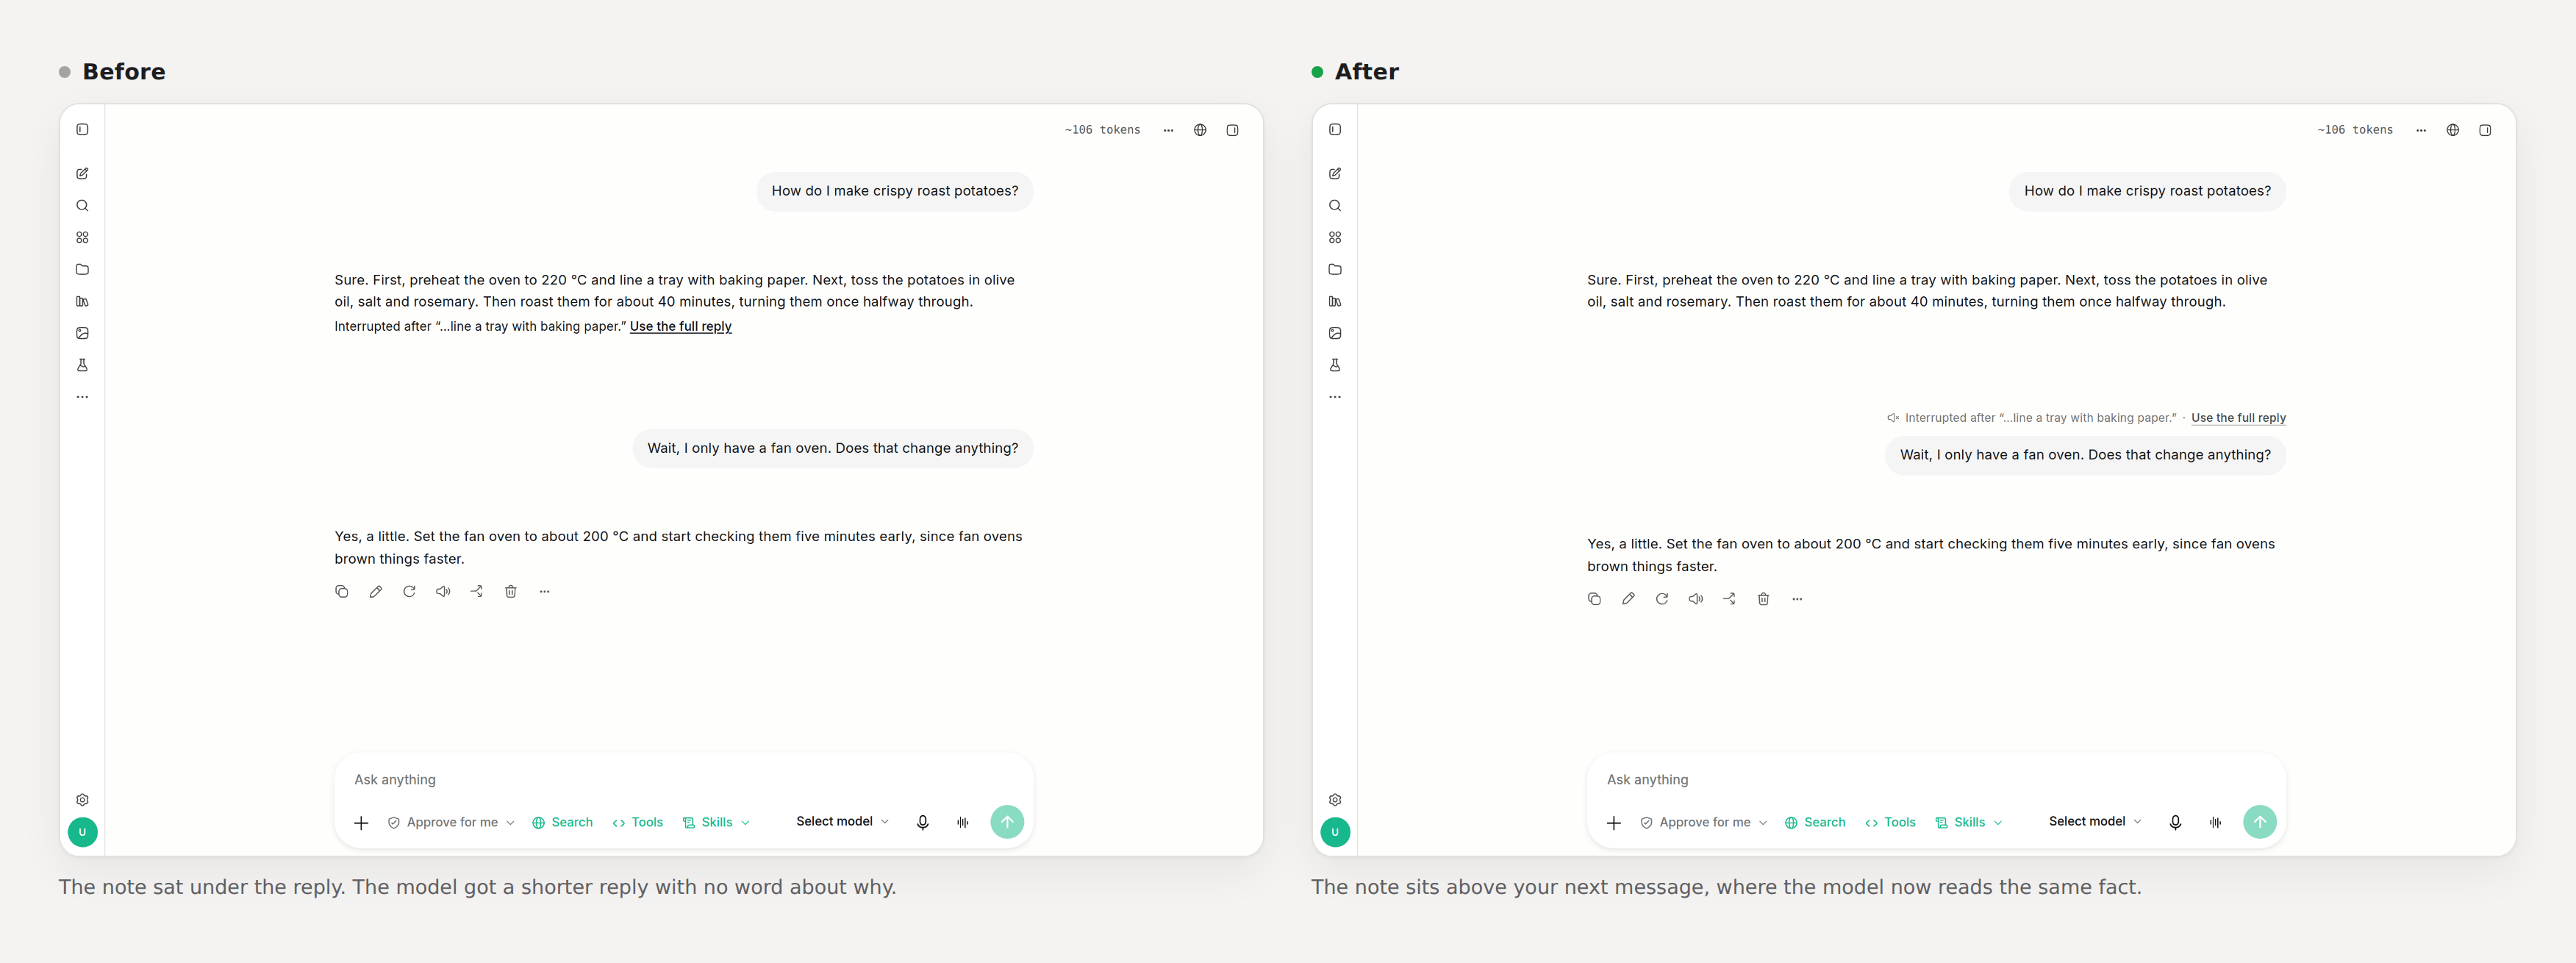 Before
~106 tokens
How do I make crispy roast potatoes?
Sure. First, preheat the oven to 220 °C and line a tray with baking paper. Next, toss the potatoes in olive
oil, salt and rosemary. Then roast them for about 40 minutes, turning them once halfway through.
Interrupted after “…line a tray with baking paper.” Use the full reply
Wait, I only have a fan oven. Does that change anything?
Yes, a little. Set the fan oven to about 200 °C and start checking them five minutes early, since fan ovens
brown things faster.
Ask anything
Approve for me Search Tools Skills Select model
U
The note sat under the reply. The model got a shorter reply with no word about why.
After
~106 tokens
How do I make crispy roast potatoes?
Sure. First, preheat the oven to 220 °C and line a tray with baking paper. Next, toss the potatoes in olive
oil, salt and rosemary. Then roast them for about 40 minutes, turning them once halfway through.
Interrupted after “…line a tray with baking paper.” · Use the full reply
Wait, I only have a fan oven. Does that change anything?
Yes, a little. Set the fan oven to about 200 °C and start checking them five minutes early, since fan ovens
brown things faster.
Ask anything
Approve for me Search Tools Skills Select model
U
The note sits above your next message, where the model now reads the same fact.